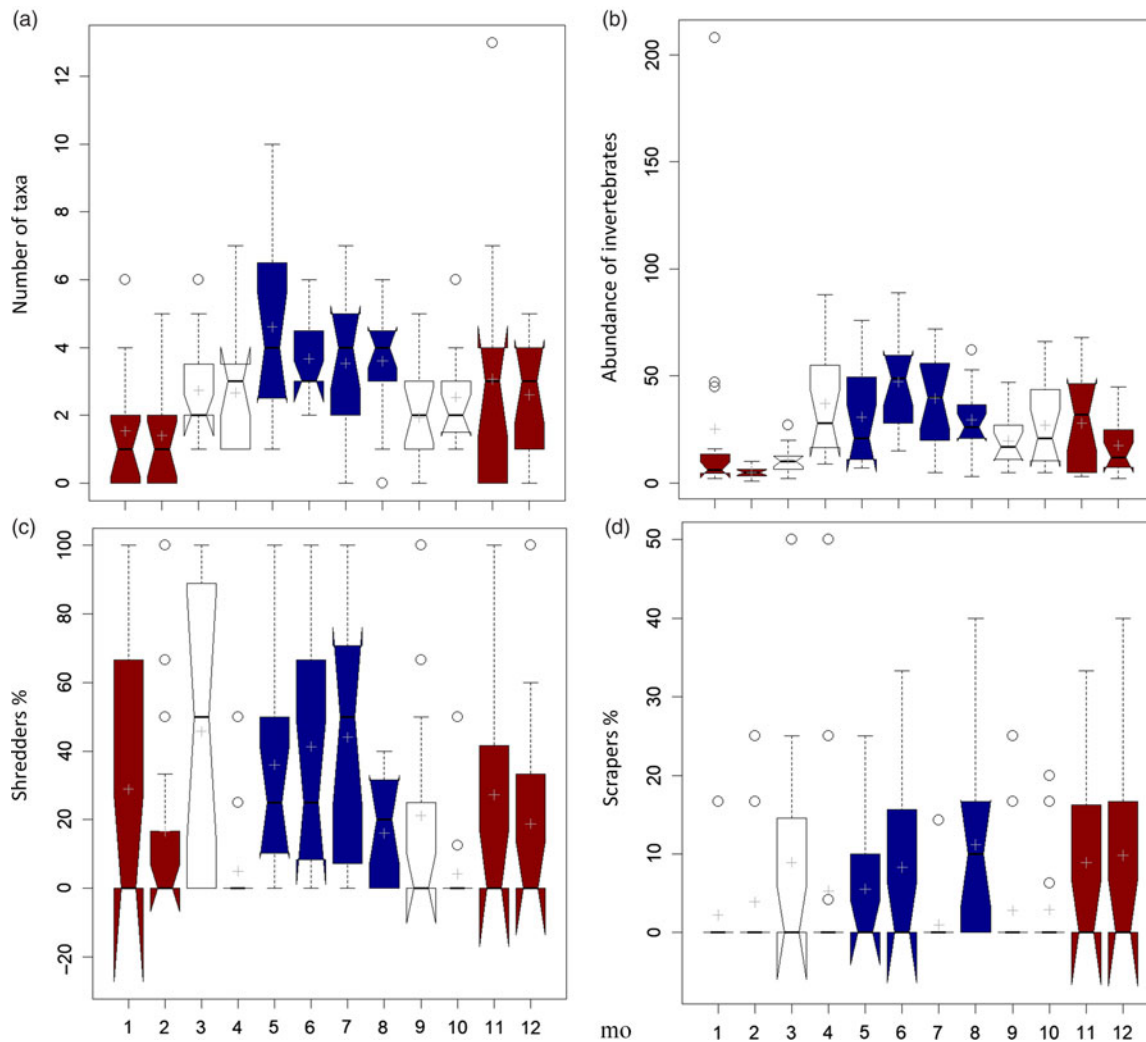 (a)
Number of taxa
12
10
8
6
4
2
0
(b)
Abundance of invertebrates
200
150
100
50
0
(c)
Shredders %
100
80
60
40
20
0
−20
1 2 3 4 5 6 7 8 9 10 11 12
(d)
Scrapers %
50
40
30
20
10
0
mo
1 2 3 4 5 6 7 8 9 10 11 12